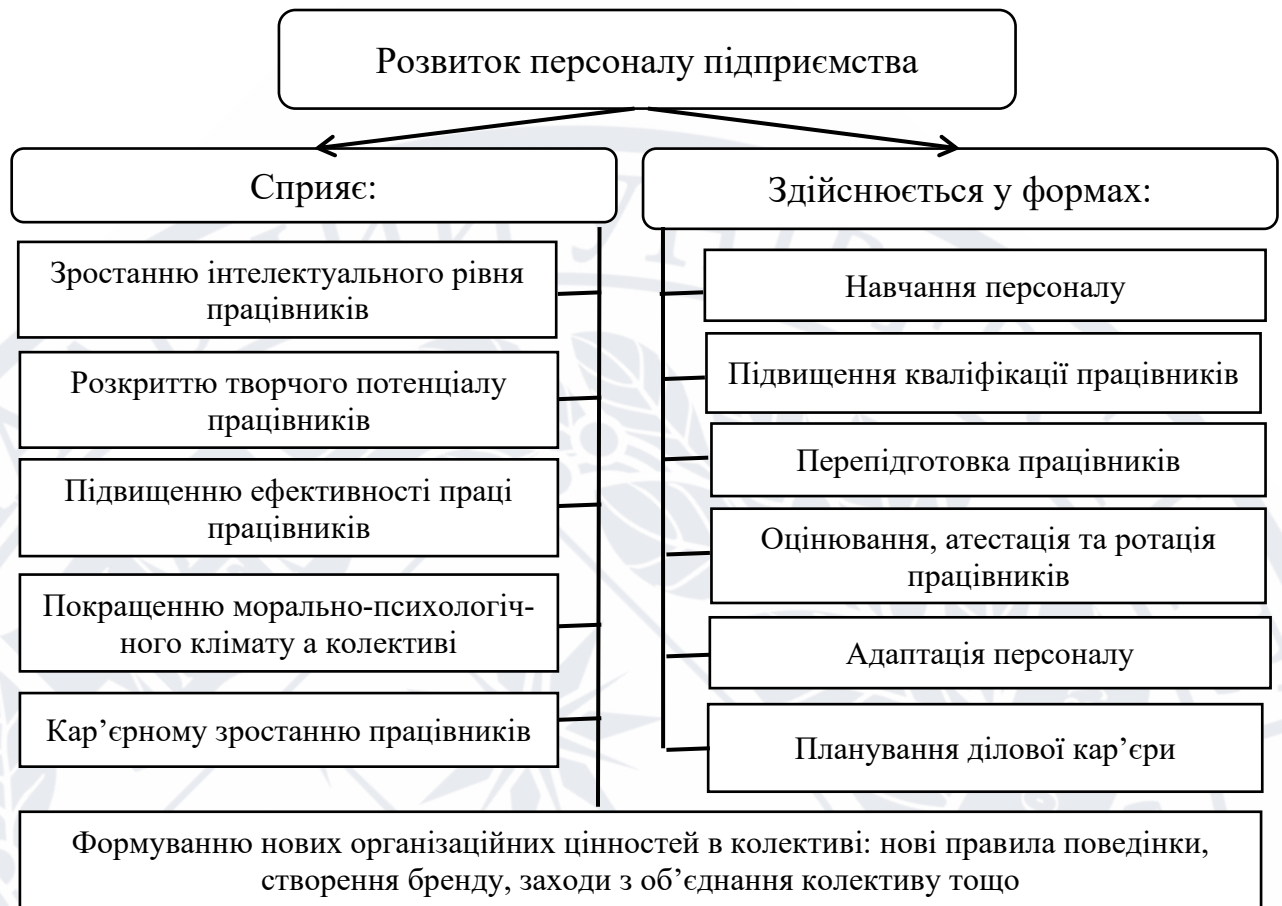 Розвиток персоналу підприємства
Сприяє:
Зростанню інтелектуального рівня
працівників
Розкриттю творчого потенціалу
працівників
Підвищенню ефективності праці
працівників
Покращенню морально-психологіч-
ного клімату а колективі
Кар’єрному зростанню працівників
Здійснюється у формах:
Навчання персоналу
Підвищення кваліфікації працівників
Перепідготовка працівників
Оцінювання, атестація та ротація
працівників
Адаптація персоналу
Планування ділової кар’єри
Формуванню нових організаційних цінностей в колективі: нові правила поведінки,
створення бренду, заходи з об’єднання колективу тощо